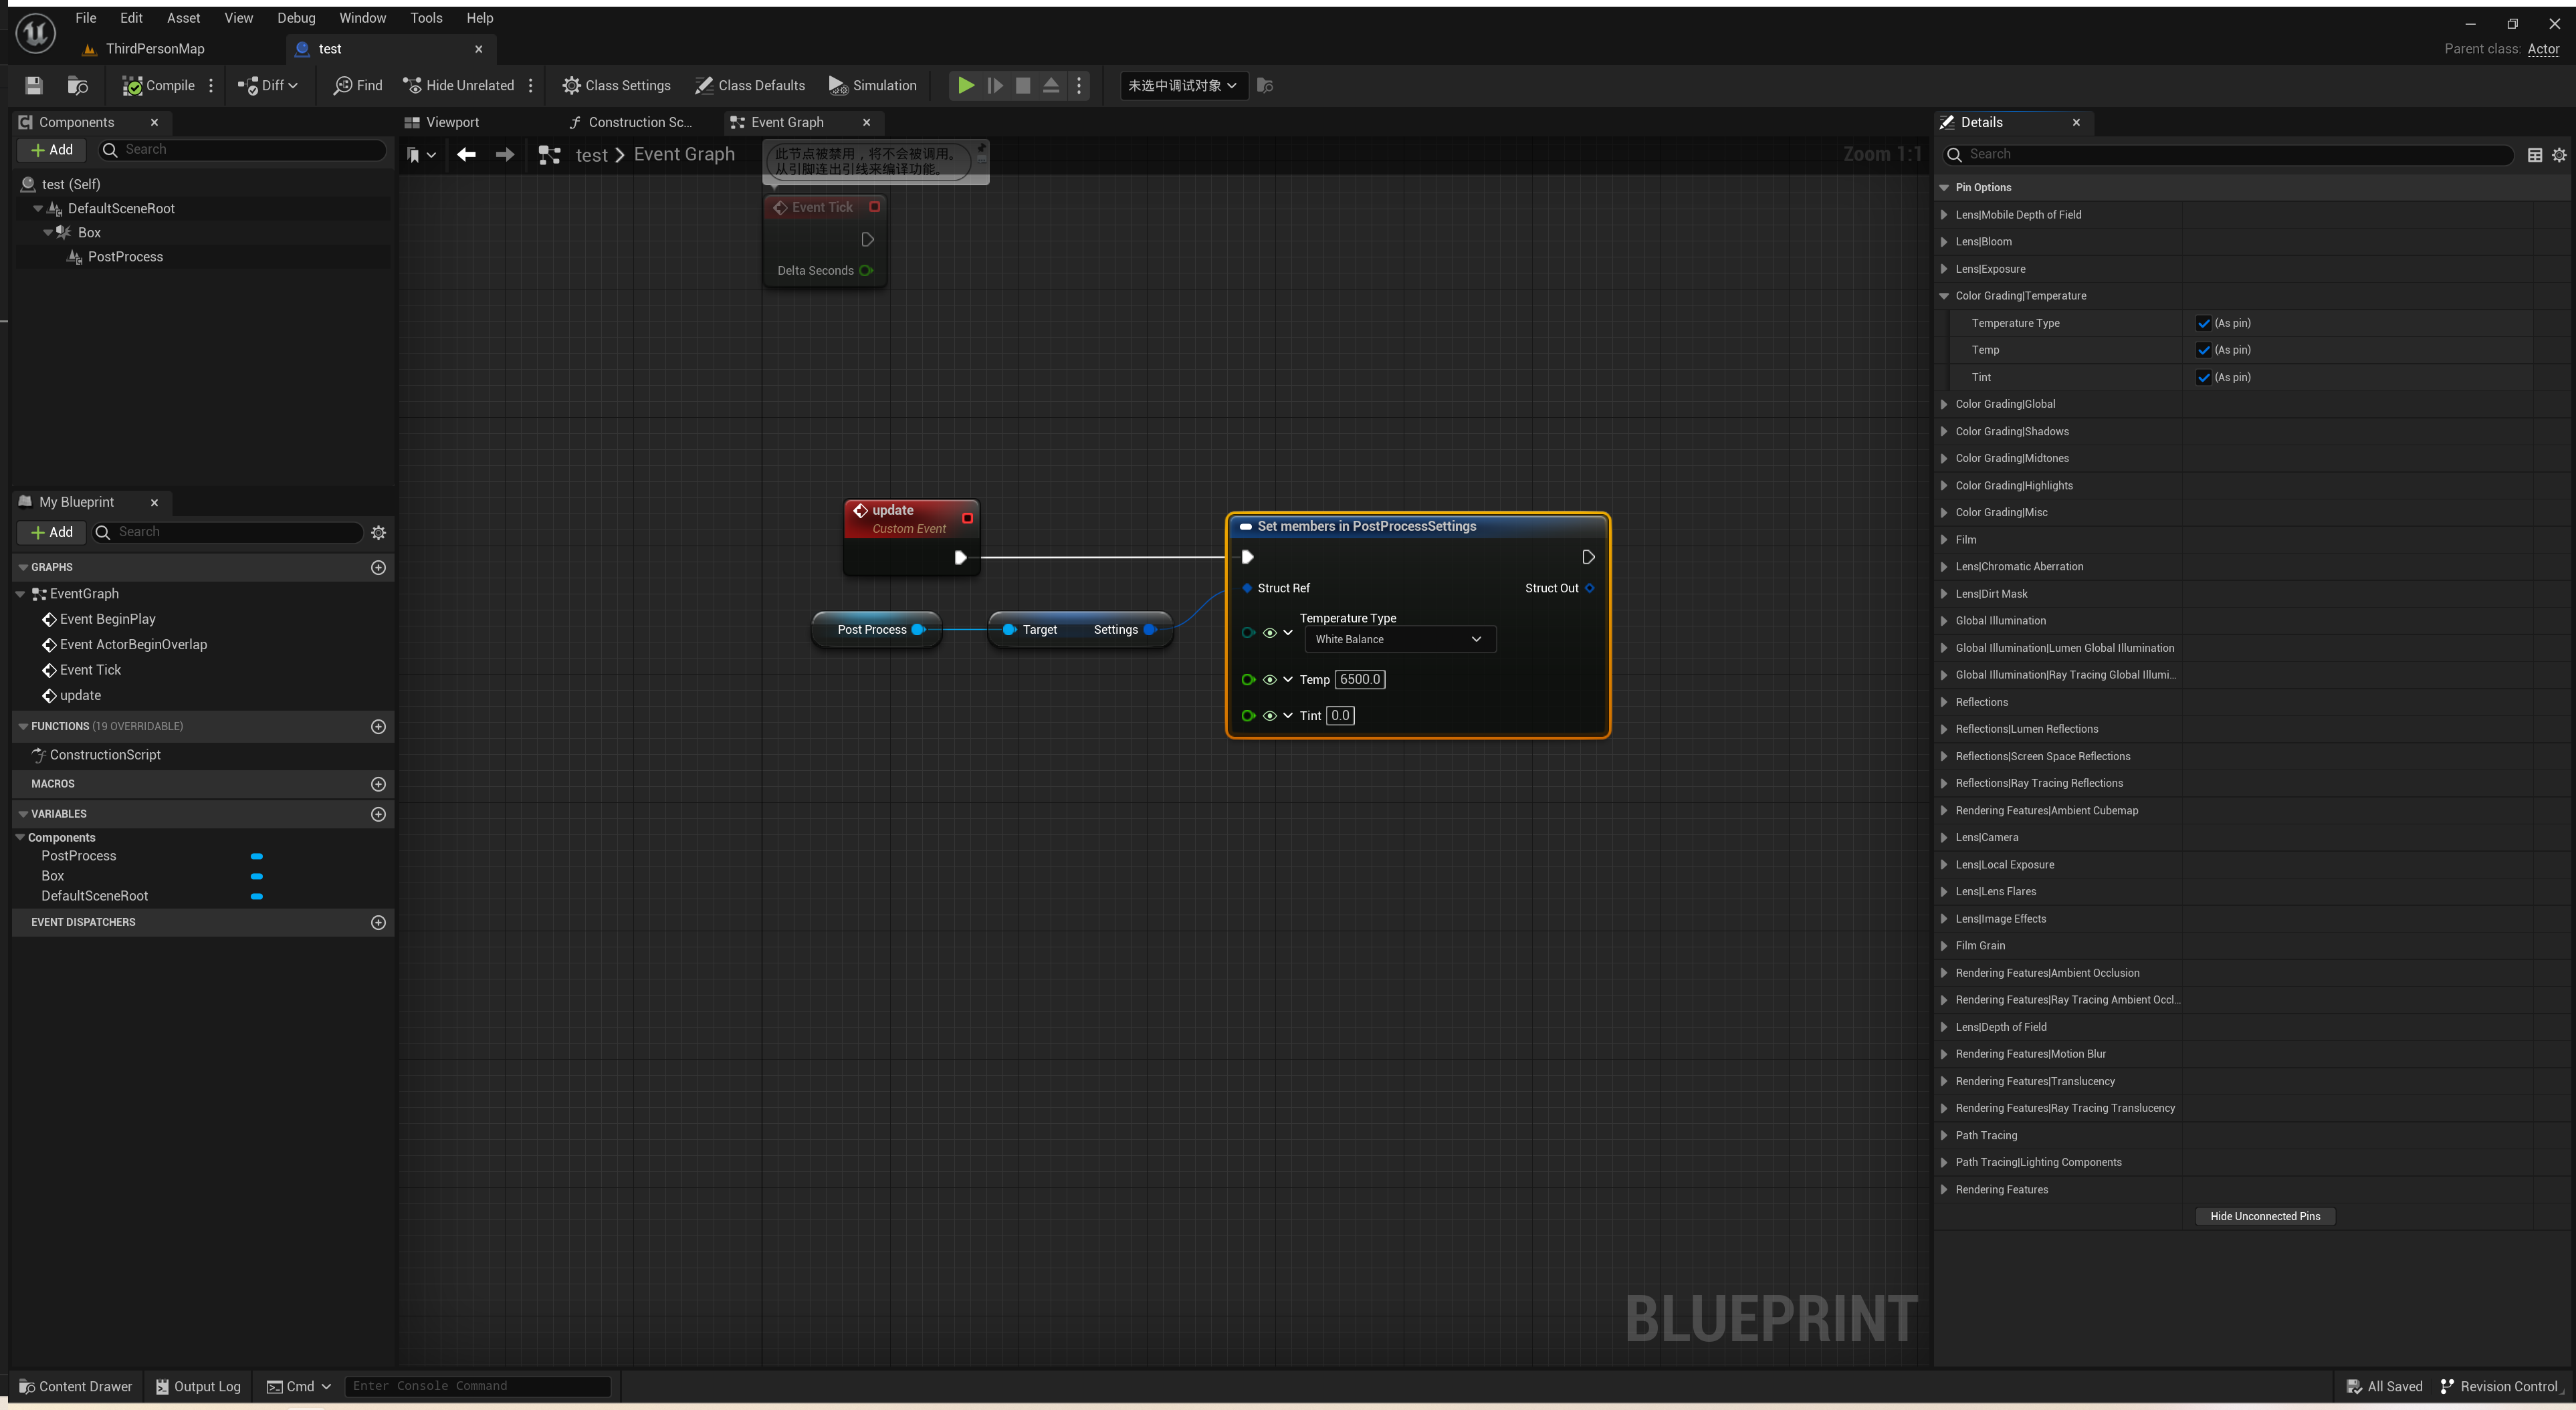 File Edit Asset View Debug Window Tools Help
ThirdPersonMap
test
Parent class: Actor
Compile
Diff
Find
Hide Unrelated
Class Settings
Class Defaults
Simulation
未选中调试对象
Components
Add
Search
test (Self)
DefaultSceneRoot
Box
PostProcess
My Blueprint
Add
Search
GRAPHS
EventGraph
Event BeginPlay
Event ActorBeginOverlap
Event Tick
update
FUNCTIONS (19 OVERRIDABLE)
ConstructionScript
MACROS
VARIABLES
Components
PostProcess
Box
DefaultSceneRoot
EVENT DISPATCHERS
Viewport
Construction Sc...
Event Graph
test > Event Graph
Zoom 1:1
此节点被禁用，将不会被调用。
从引脚连出引线来编译功能。
Event Tick
Delta Seconds
update
Custom Event
Post Process
Target Settings
Set members in PostProcessSettings
Struct Ref Struct Out
Temperature Type
White Balance
Temp 6500.0
Tint 0.0
BLUEPRINT
Details
Search
Pin Options
Lens|Mobile Depth of Field
Lens|Bloom
Lens|Exposure
Color Grading|Temperature
Temperature Type (As pin)
Temp (As pin)
Tint (As pin)
Color Grading|Global
Color Grading|Shadows
Color Grading|Midtones
Color Grading|Highlights
Color Grading|Misc
Film
Lens|Chromatic Aberration
Lens|Dirt Mask
Global Illumination
Global Illumination|Lumen Global Illumination
Global Illumination|Ray Tracing Global Illumi...
Reflections
Reflections|Lumen Reflections
Reflections|Screen Space Reflections
Reflections|Ray Tracing Reflections
Rendering Features|Ambient Cubemap
Lens|Camera
Lens|Local Exposure
Lens|Lens Flares
Lens|Image Effects
Film Grain
Rendering Features|Ambient Occlusion
Rendering Features|Ray Tracing Ambient Occl...
Lens|Depth of Field
Rendering Features|Motion Blur
Rendering Features|Translucency
Rendering Features|Ray Tracing Translucency
Path Tracing
Path Tracing|Lighting Components
Rendering Features
Hide Unconnected Pins
Content Drawer
Output Log
Cmd
Enter Console Command
All Saved
Revision Control